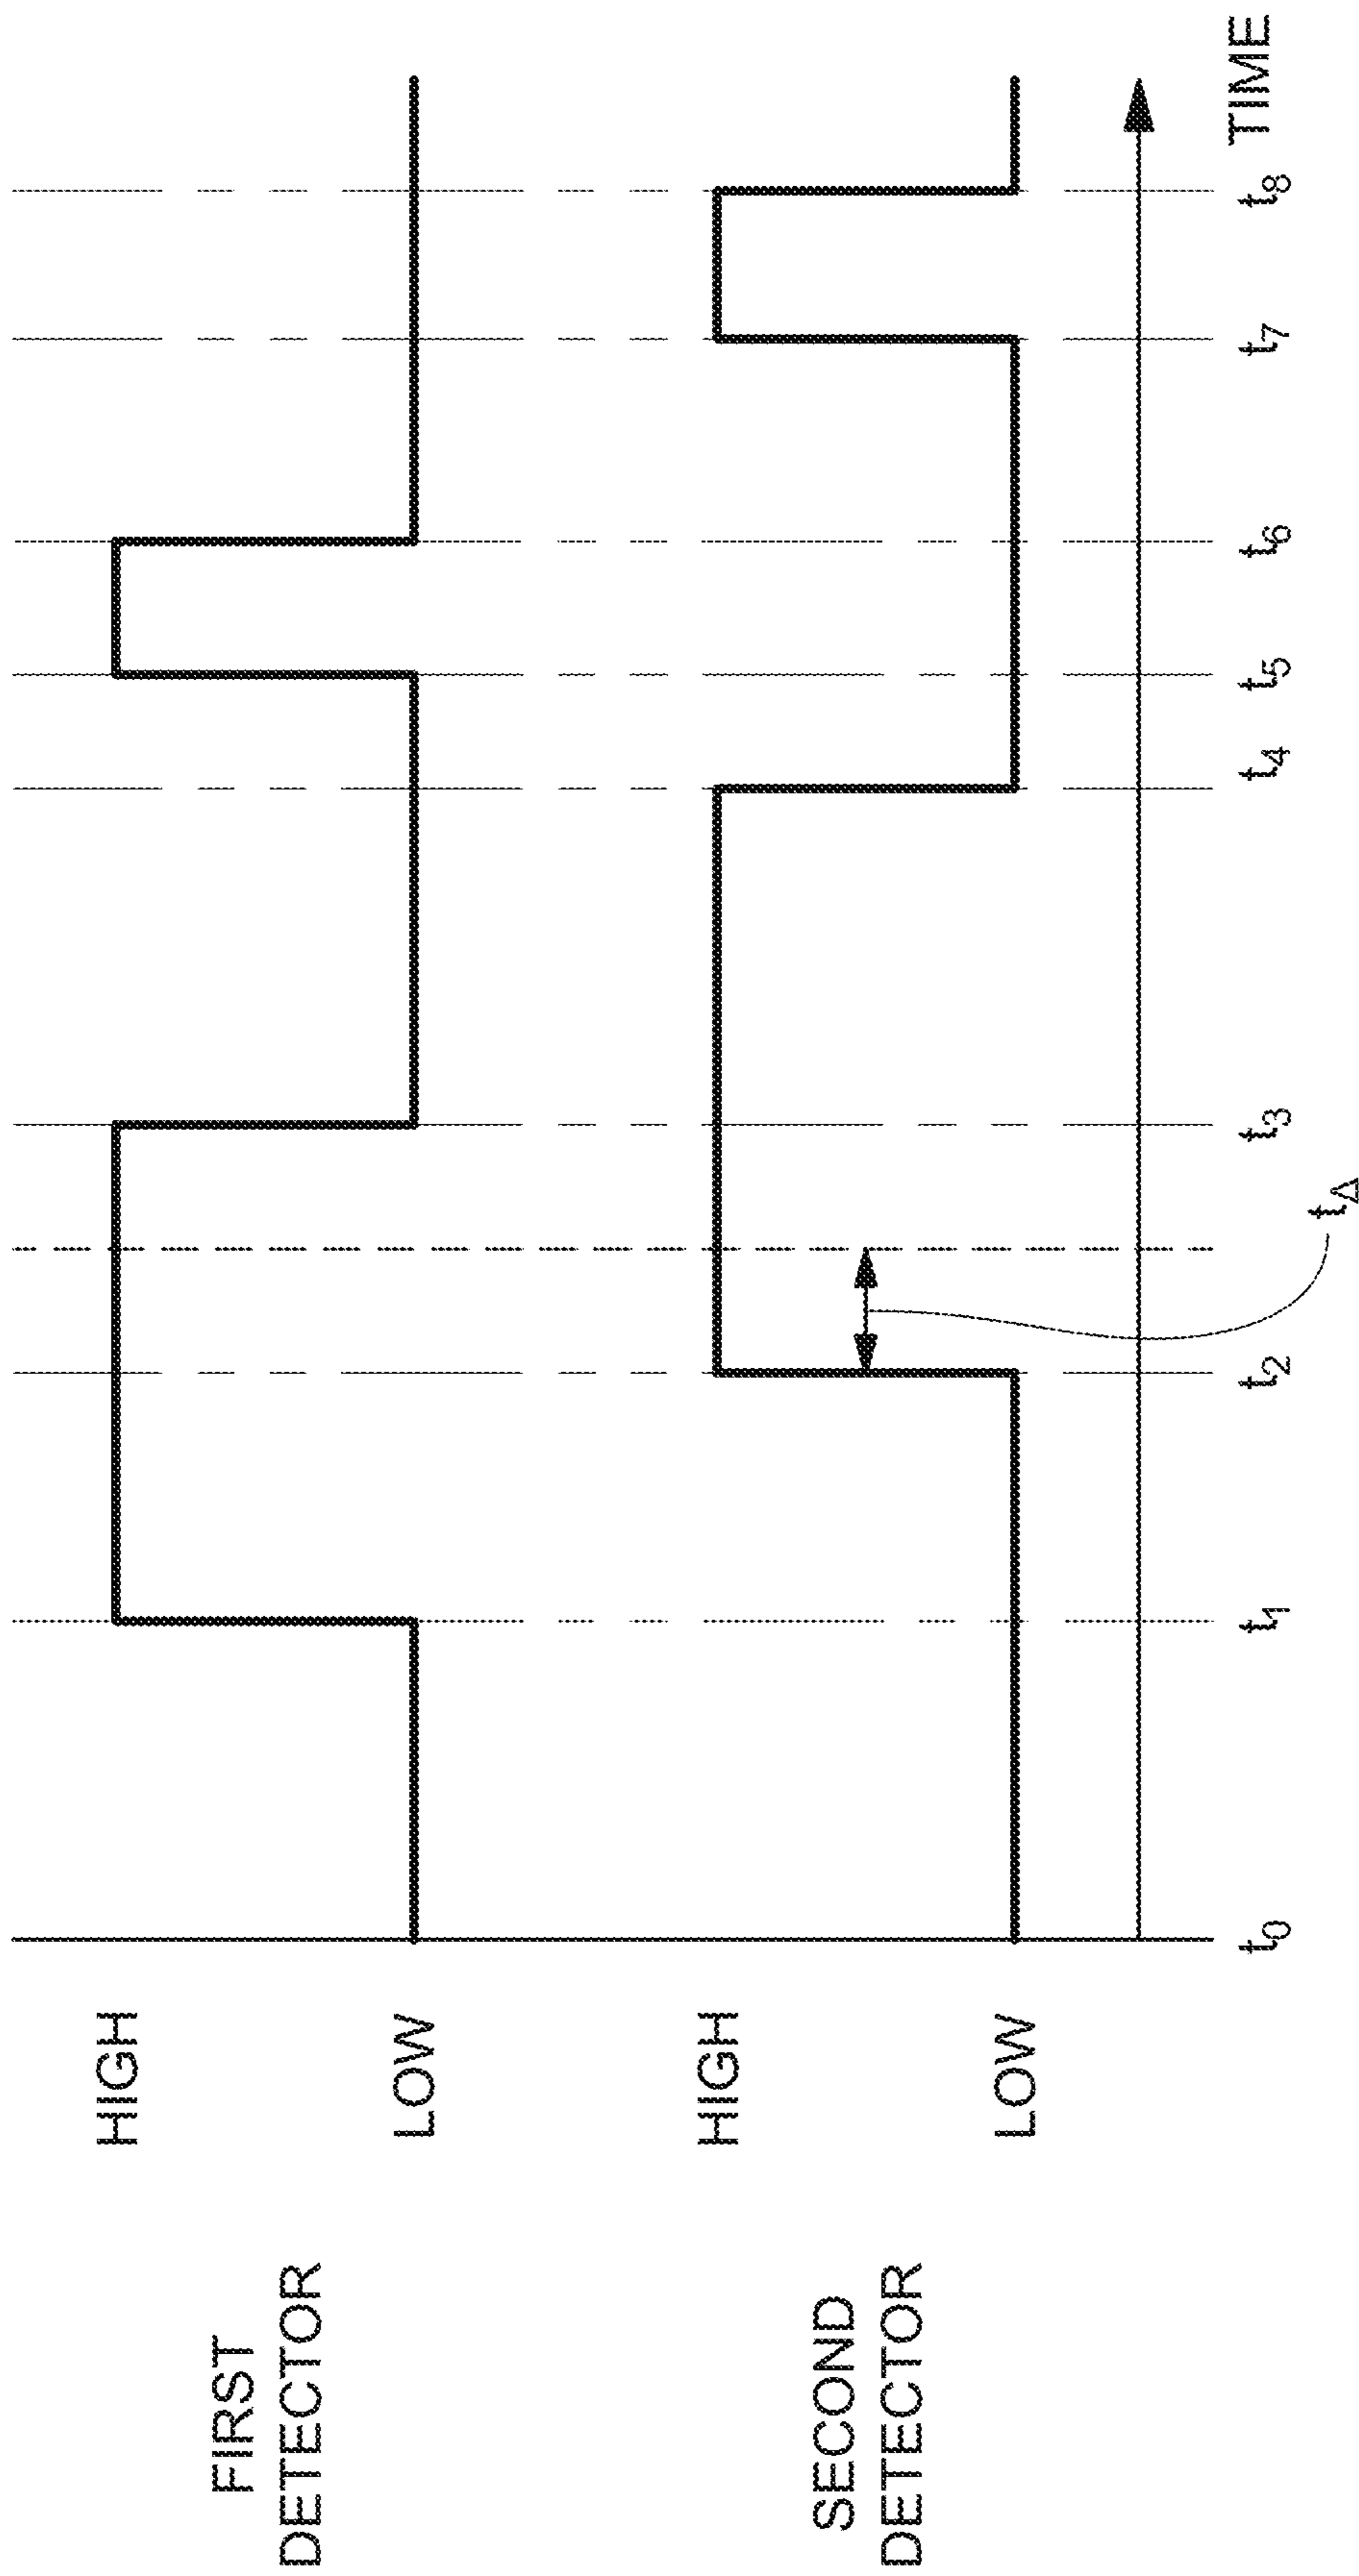 FIRST
DETECTOR
HIGH
LOW
SECOND
DETECTOR
HIGH
LOW
t0 t1 t2 t3 t4 t5 t6 t7 t8
TIME
tΔ